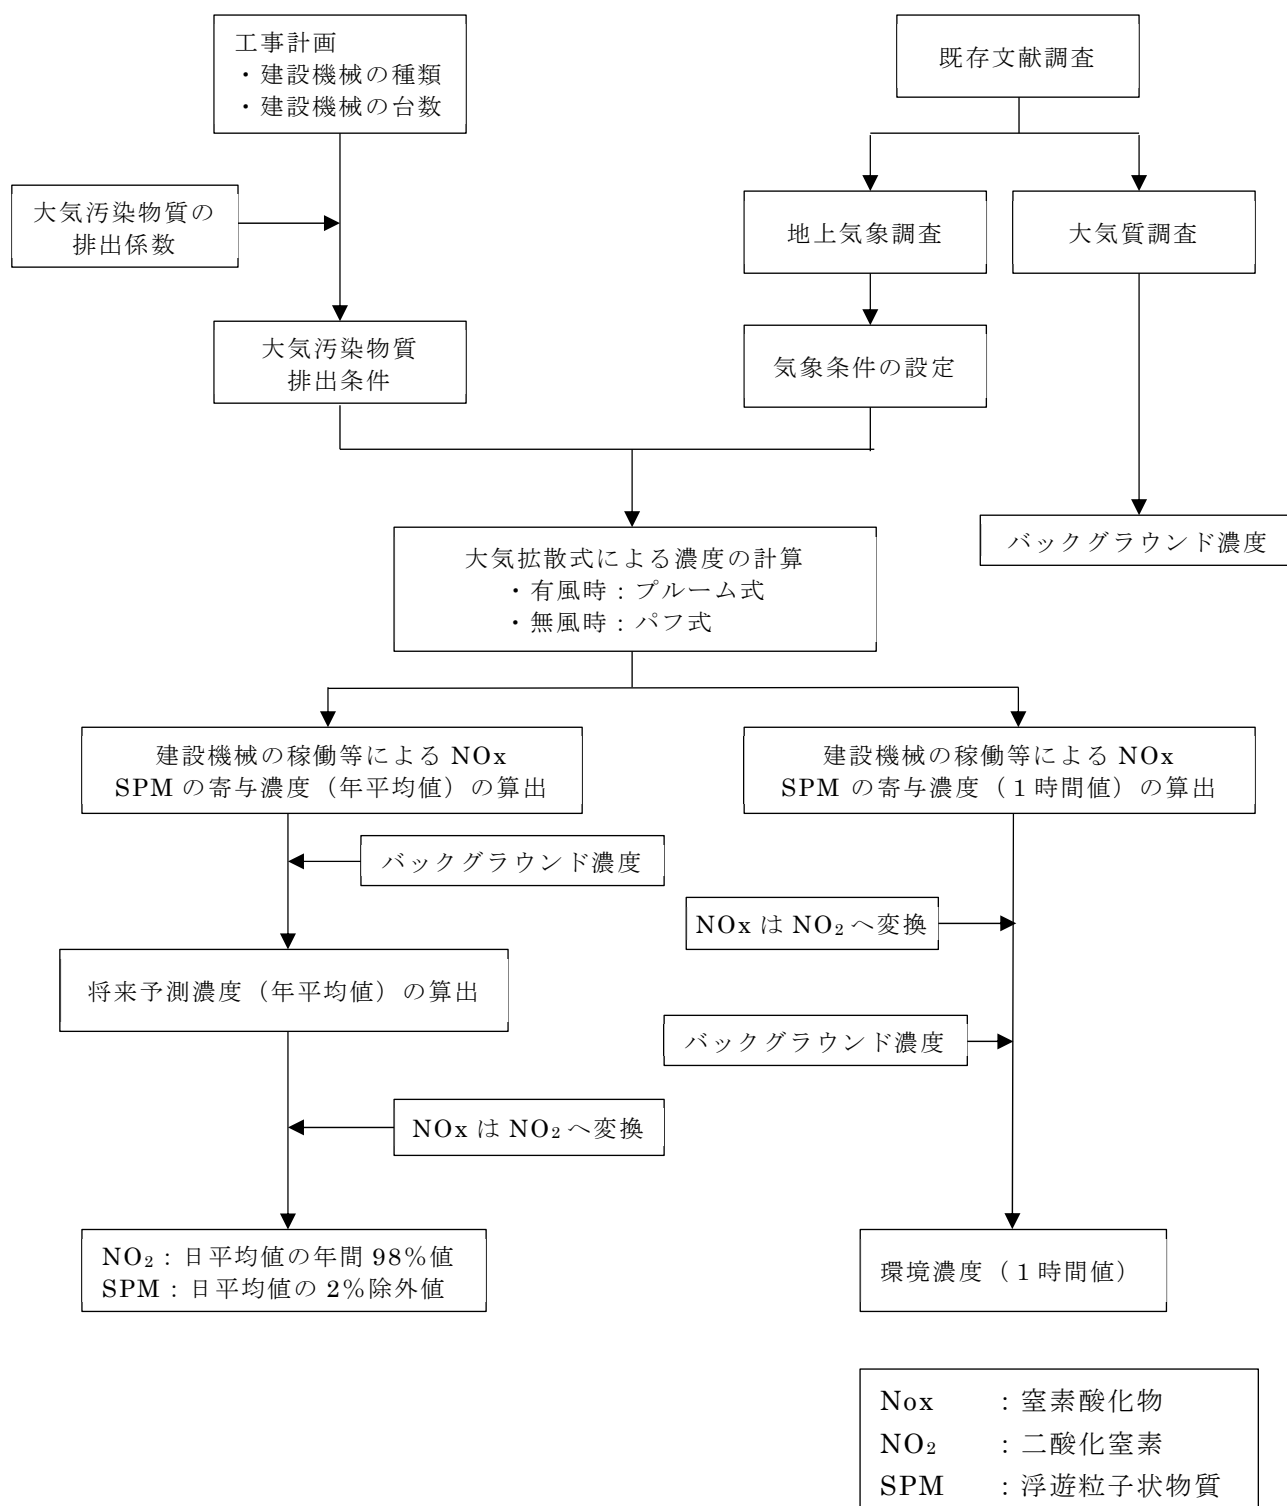 工事計画
・建設機械の種類
・建設機械の台数
既存文献調査
大気汚染物質の
排出係数
地上気象調査
大気質調査
大気汚染物質
排出条件
気象条件の設定
バックグラウンド濃度
大気拡散式による濃度の計算
・有風時：プルーム式
・無風時：パフ式
建設機械の稼働等による NOx
SPM の寄与濃度（年平均値）の算出
建設機械の稼働等による NOx
SPM の寄与濃度（１時間値）の算出
バックグラウンド濃度
NOx は NO₂ へ変換
将来予測濃度（年平均値）の算出
バックグラウンド濃度
NOx は NO₂ へ変換
NO₂：日平均値の年間 98%値
SPM：日平均値の 2%除外値
環境濃度（１時間値）
Nox ：窒素酸化物
NO₂ ：二酸化窒素
SPM ：浮遊粒子状物質